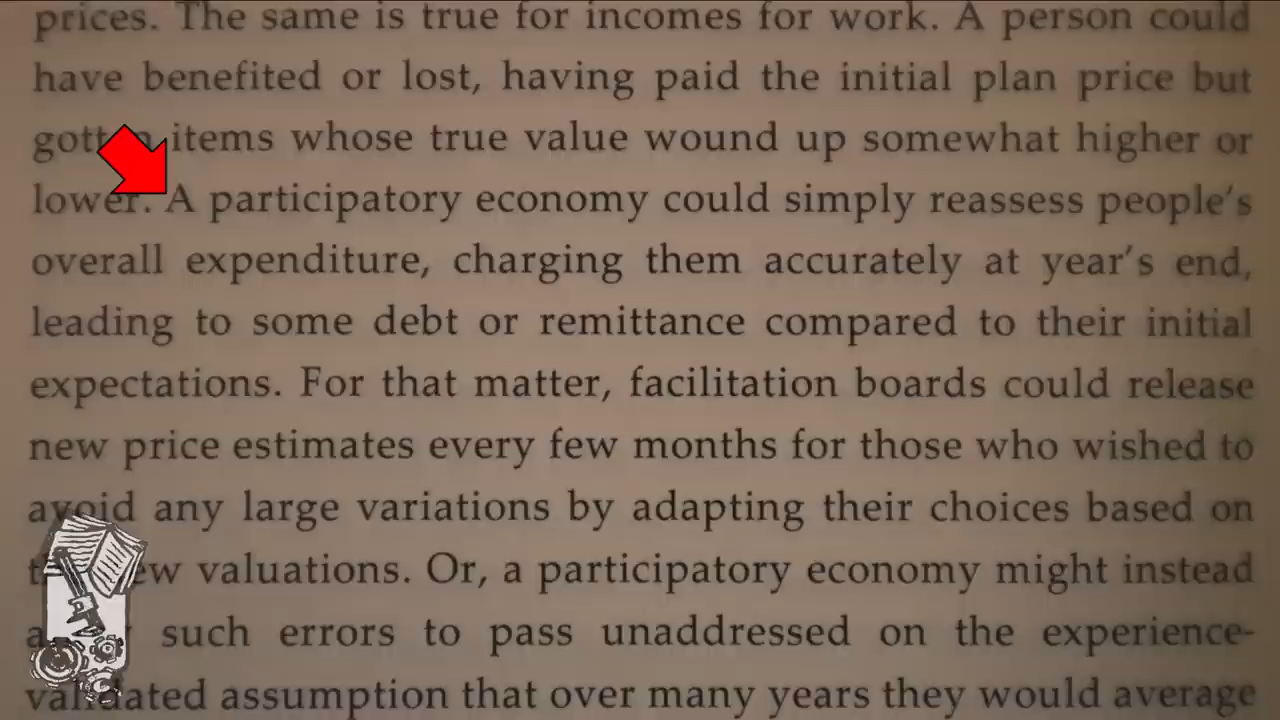 prices. The same is true for incomes for work. A person could
have benefited or lost, having paid the initial plan price but
gotten items whose true value wound up somewhat higher or
lower. A participatory economy could simply reassess people's
overall expenditure, charging them accurately at year's end,
leading to some debt or remittance compared to their initial
expectations. For that matter, facilitation boards could release
new price estimates every few months for those who wished to
avoid any large variations by adapting their choices based on
valuations. Or, a participatory economy might instead
such errors to pass unaddressed on the experience-
validated assumption that over many years they would average